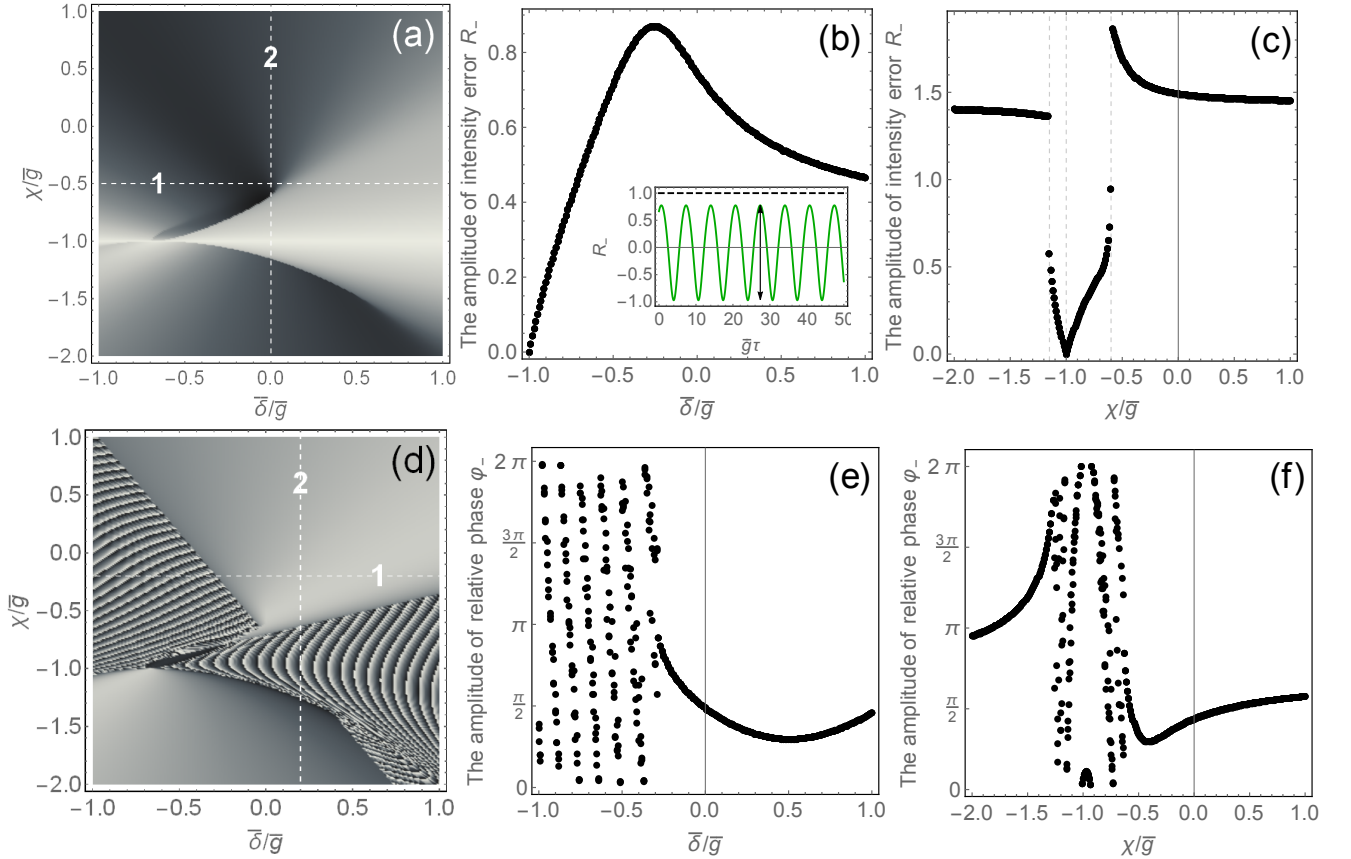 (a)
1.0
0.5
0.0
−0.5
−1.0
−1.5
−2.0
χ/g̅
2
1
−1.0 −0.5 0.0 0.5 1.0
δ̅/g̅
(b)
The amplitude of intensity error R₋
0.8
0.6
0.4
0.2
0.0
R₋
1.0
0.5
0.0
−0.5
−1.0
0 10 20 30 40 50
g̅τ
−1.0 −0.5 0.0 0.5 1.0
δ̅/g̅
(c)
The amplitude of intensity error R₋
1.5
1.0
0.5
0.0
−2.0 −1.5 −1.0 −0.5 0.0 0.5 1.0
χ/g̅
(d)
1.0
0.5
0.0
−0.5
−1.0
−1.5
−2.0
χ/g̅
2
1
−1.0 −0.5 0.0 0.5 1.0
δ̅/g̅
(e)
The amplitude of relative phase φ₋
2 π
3 π/2
π
π/2
0
−1.0 −0.5 0.0 0.5 1.0
δ̅/g̅
(f)
The amplitude of relative phase φ₋
2 π
3 π/2
π
π/2
0
−2.0 −1.5 −1.0 −0.5 0.0 0.5 1.0
χ/g̅